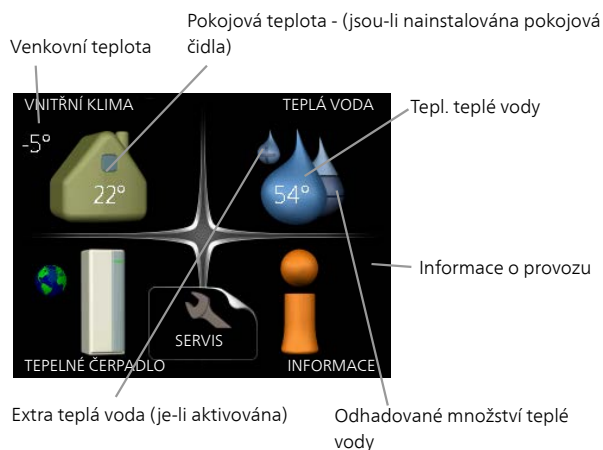 Pokojová teplota - (jsou-li nainstalována pokojová
čidla)
Venkovní teplota
VNITŘNÍ KLIMA
TEPLÁ VODA
Tepl. teplé vody
-5°
22°
54°
Informace o provozu
SERVIS
TEPELNÉ ČERPADLO
INFORMACE
Extra teplá voda (je-li aktivována)
Odhadované množství teplé
vody